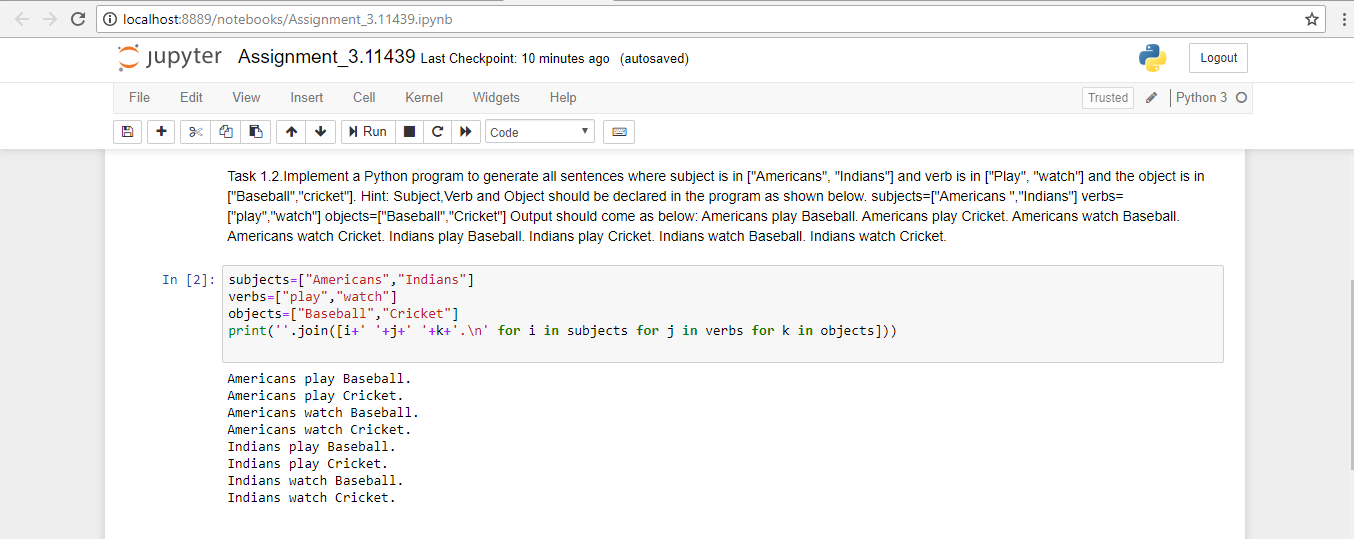 localhost:8889/notebooks/Assignment_3.11439.ipynb
jupyter Assignment_3.11439 Last Checkpoint: 10 minutes ago (autosaved) Logout
File Edit View Insert Cell Kernel Widgets Help Trusted Python 3
Run Code
Task 1.2.Implement a Python program to generate all sentences where subject is in ["Americans", "Indians"] and verb is in ["Play", "watch"] and the object is in
["Baseball","cricket"]. Hint: Subject,Verb and Object should be declared in the program as shown below. subjects=["Americans ","Indians"] verbs=
["play","watch"] objects=["Baseball","Cricket"] Output should come as below: Americans play Baseball. Americans play Cricket. Americans watch Baseball.
Americans watch Cricket. Indians play Baseball. Indians play Cricket. Indians watch Baseball. Indians watch Cricket.
In [2]: subjects=["Americans","Indians"]
verbs=["play","watch"]
objects=["Baseball","Cricket"]
print(''.join([i+' '+j+' '+k+'.\n' for i in subjects for j in verbs for k in objects]))
Americans play Baseball.
Americans play Cricket.
Americans watch Baseball.
Americans watch Cricket.
Indians play Baseball.
Indians play Cricket.
Indians watch Baseball.
Indians watch Cricket.